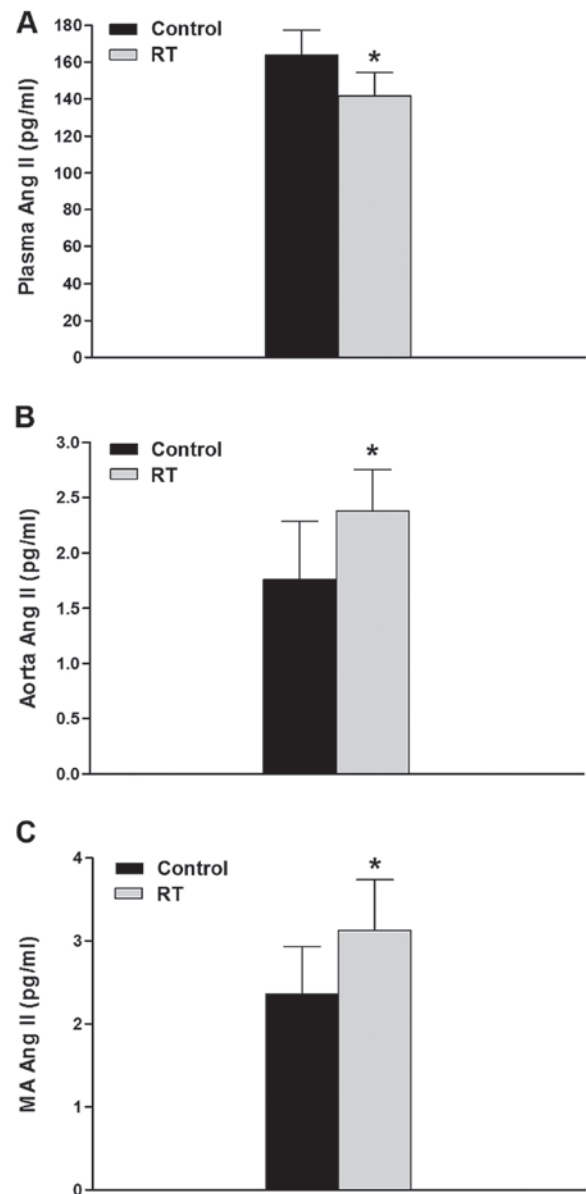 A
Control
RT
*
Plasma Ang II (pg/ml)
180
160
140
120
100
80
60
40
20
0
B
Control
RT
*
Aorta Ang II (pg/ml)
3.0
2.5
2.0
1.5
1.0
0.5
0.0
C
Control
RT
*
MA Ang II (pg/ml)
4
3
2
1
0